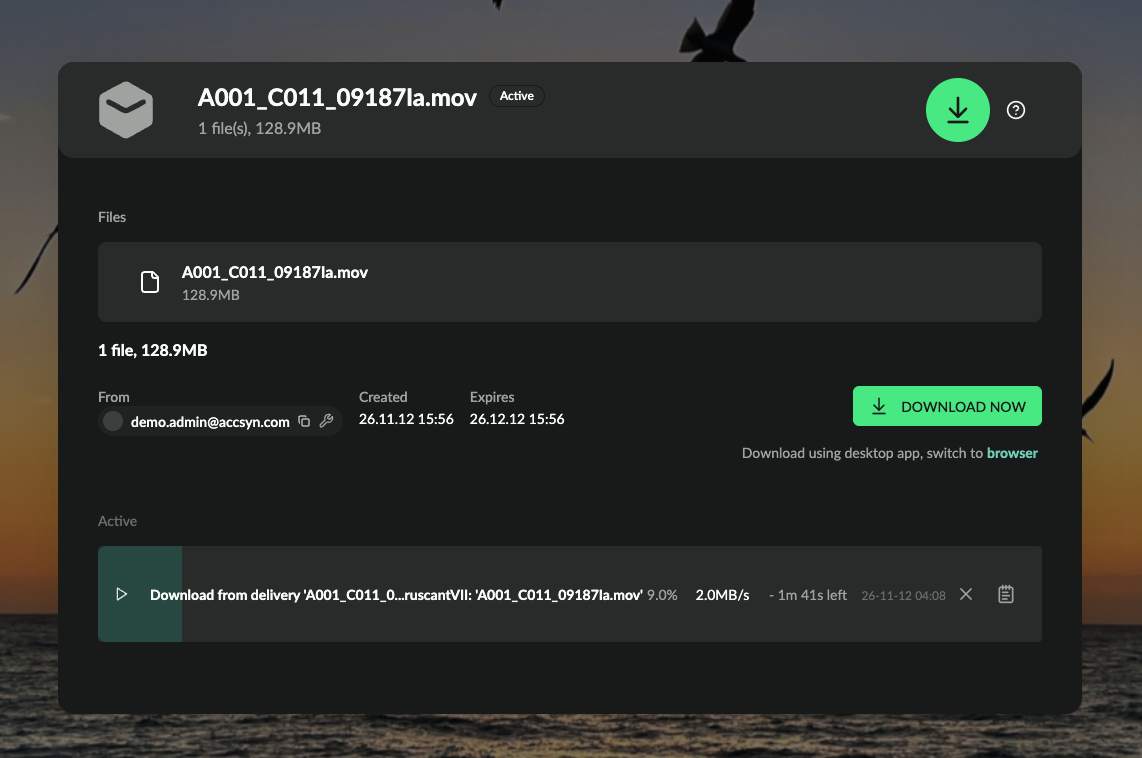 A001_C011_09187Ia.mov Active
1 file(s), 128.9MB
Files
A001_C011_09187Ia.mov
128.9MB
1 file, 128.9MB
From
demo.admin@accsyn.com
Created
26.11.12 15:56
Expires
26.12.12 15:56
DOWNLOAD NOW
Download using desktop app, switch to browser
Active
Download from delivery 'A001_C011_0...ruscantVII: 'A001_C011_09187Ia.mov' 9.0% 2.0MB/s - 1m 41s left 26-11-12 04:08